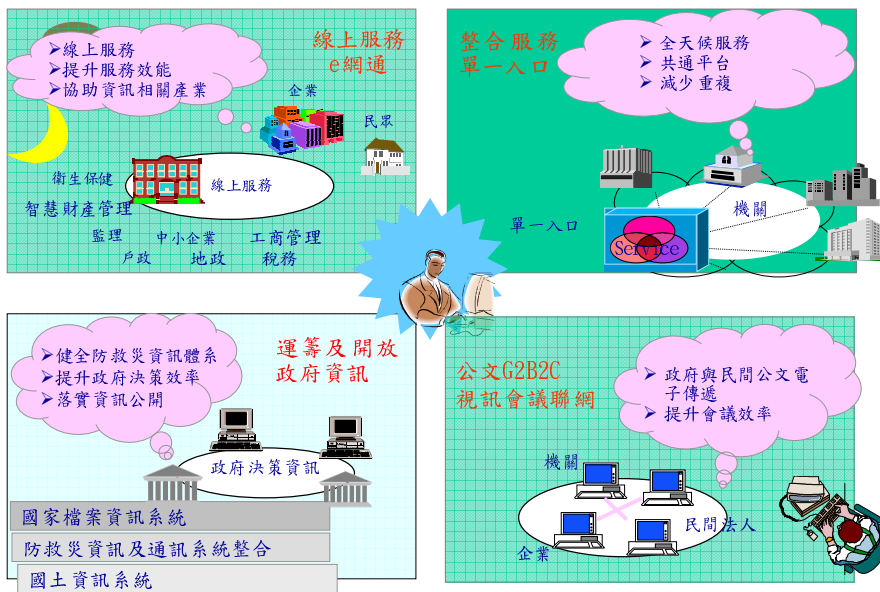 線上服務
e網通
➢線上服務
➢提升服務效能
➢協助資訊相關產業
企業
民眾
線上服務
衛生保健
智慧財產管理
監理 中小企業 工商管理
戶政 地政 稅務
整合服務
單一入口
➢ 全天候服務
➢ 共通平台
➢ 減少重複
機關
單一入口
Service
運籌及開放
政府資訊
➢健全防救災資訊體系
➢提升政府決策效率
➢落實資訊公開
政府決策資訊
國家檔案資訊系統
防救災資訊及通訊系統整合
國土資訊系統
公文G2B2C
視訊會議聯網
➢ 政府與民間公文電
子傳遞
➢ 提升會議效率
機關
民間法人
企業